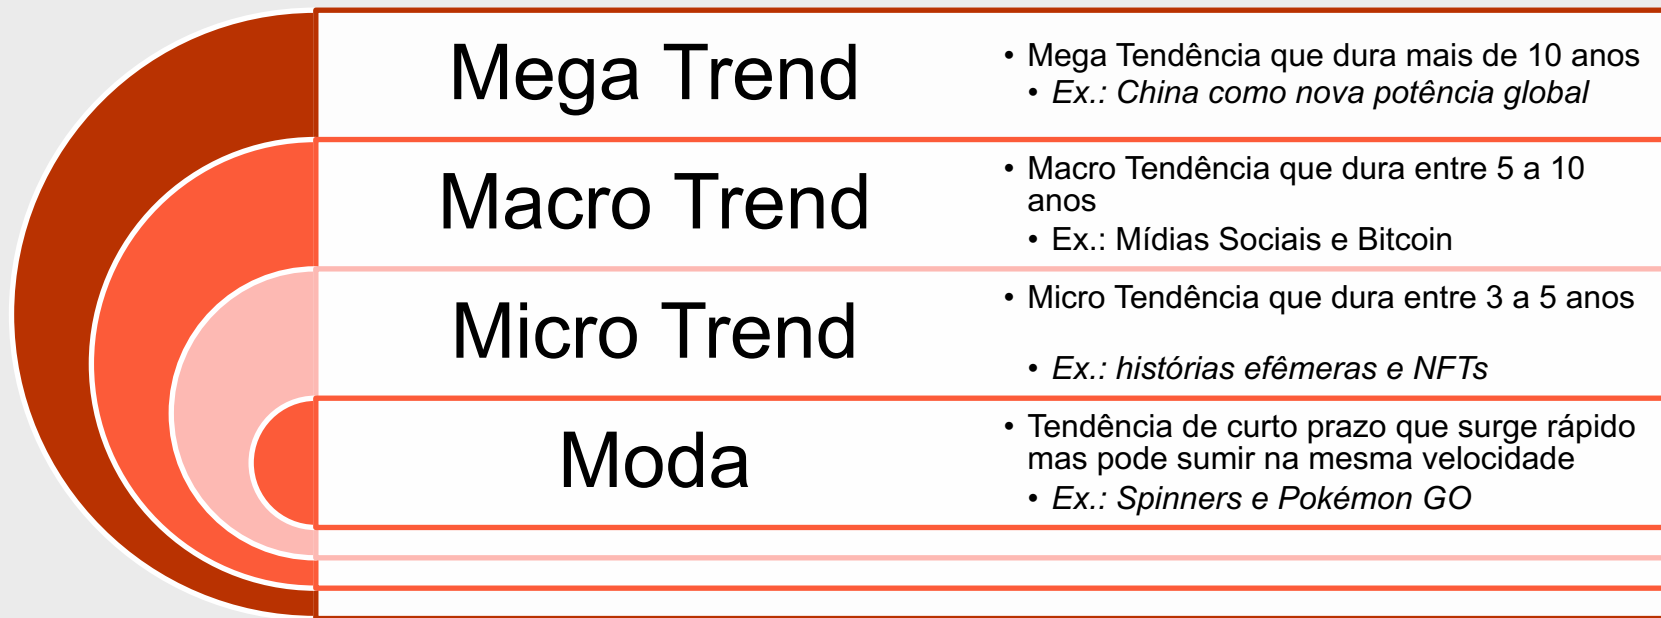 Mega Trend
• Mega Tendência que dura mais de 10 anos
• Ex.: China como nova potência global
Macro Trend
• Macro Tendência que dura entre 5 a 10
anos
• Ex.: Mídias Sociais e Bitcoin
Micro Trend
• Micro Tendência que dura entre 3 a 5 anos
• Ex.: histórias efêmeras e NFTs
Moda
• Tendência de curto prazo que surge rápido
mas pode sumir na mesma velocidade
• Ex.: Spinners e Pokémon GO